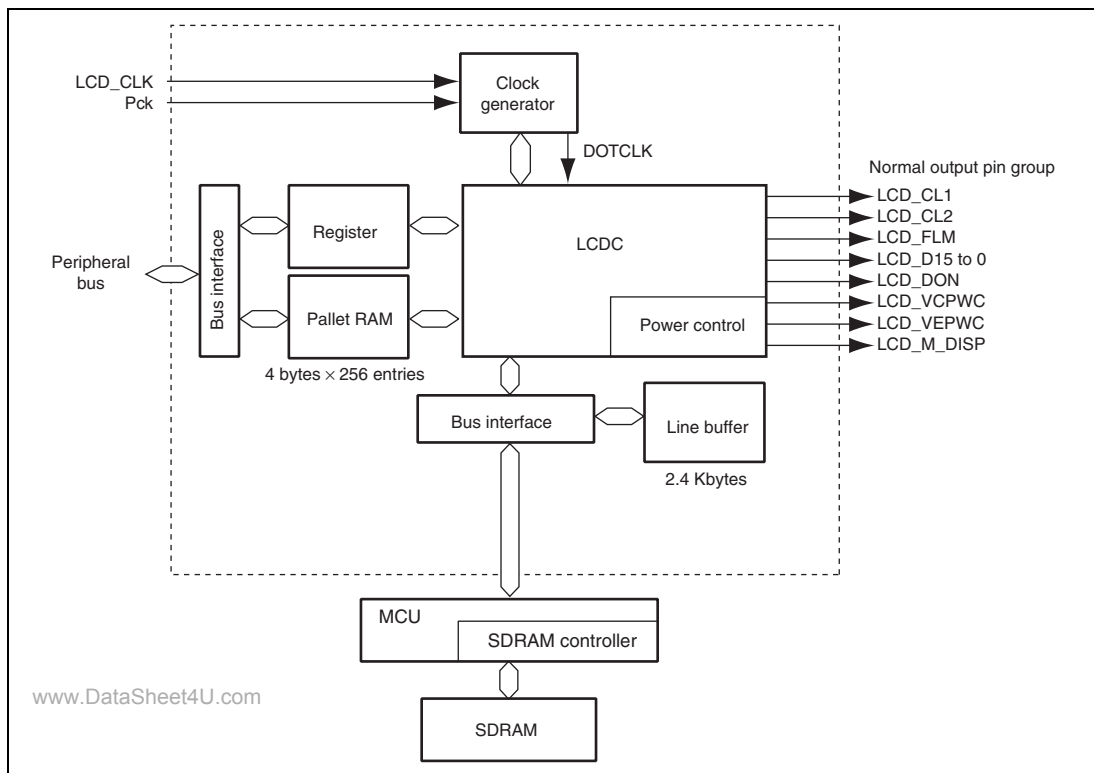 LCD_CLK
Pck
Clock
generator
DOTCLK
Normal output pin group
LCD_CL1
LCD_CL2
LCD_FLM
LCD_D15 to 0
LCD_DON
LCD_VCPWC
LCD_VEPWC
LCD_M_DISP
Peripheral
bus
Bus interface
Register
Pallet RAM
4 bytes × 256 entries
LCDC
Power control
Bus interface
Line buffer
2.4 Kbytes
MCU
SDRAM controller
SDRAM
www.DataSheet4U.com